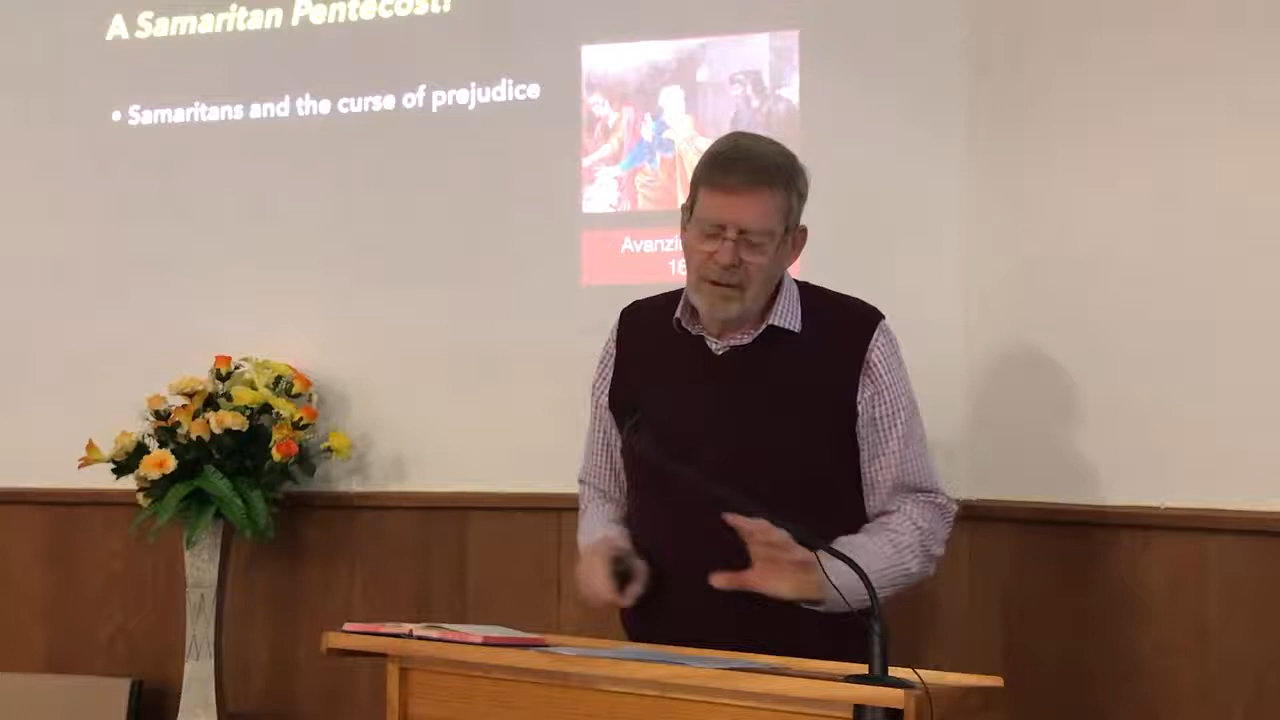 A Samaritan Pentecost?
• Samaritans and the curse of prejudice